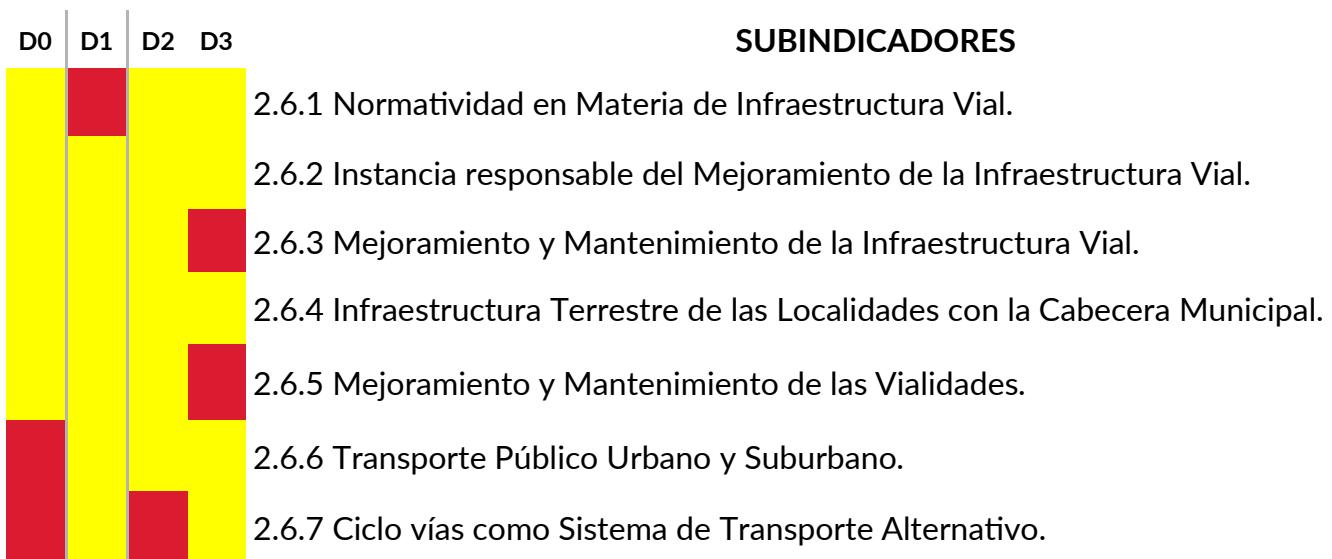 D0 D1 D2 D3 SUBINDICADORES
2.6.1 Normatividad en Materia de Infraestructura Vial.
2.6.2 Instancia responsable del Mejoramiento de la Infraestructura Vial.
2.6.3 Mejoramiento y Mantenimiento de la Infraestructura Vial.
2.6.4 Infraestructura Terrestre de las Localidades con la Cabecera Municipal.
2.6.5 Mejoramiento y Mantenimiento de las Vialidades.
2.6.6 Transporte Público Urbano y Suburbano.
2.6.7 Ciclo vías como Sistema de Transporte Alternativo.